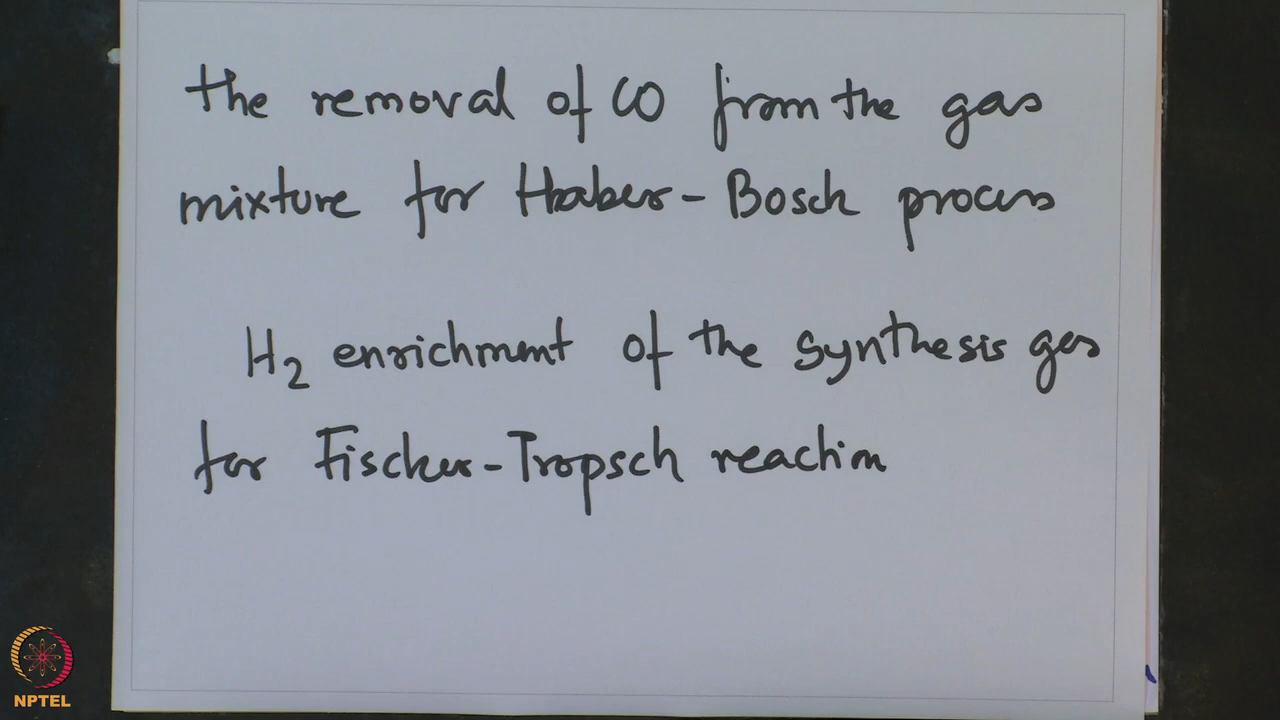 the removal of CO from the gas
mixture for Haber-Bosch process
H2 enrichment of the synthesis gas
for Fischer-Tropsch reaction
NPTEL